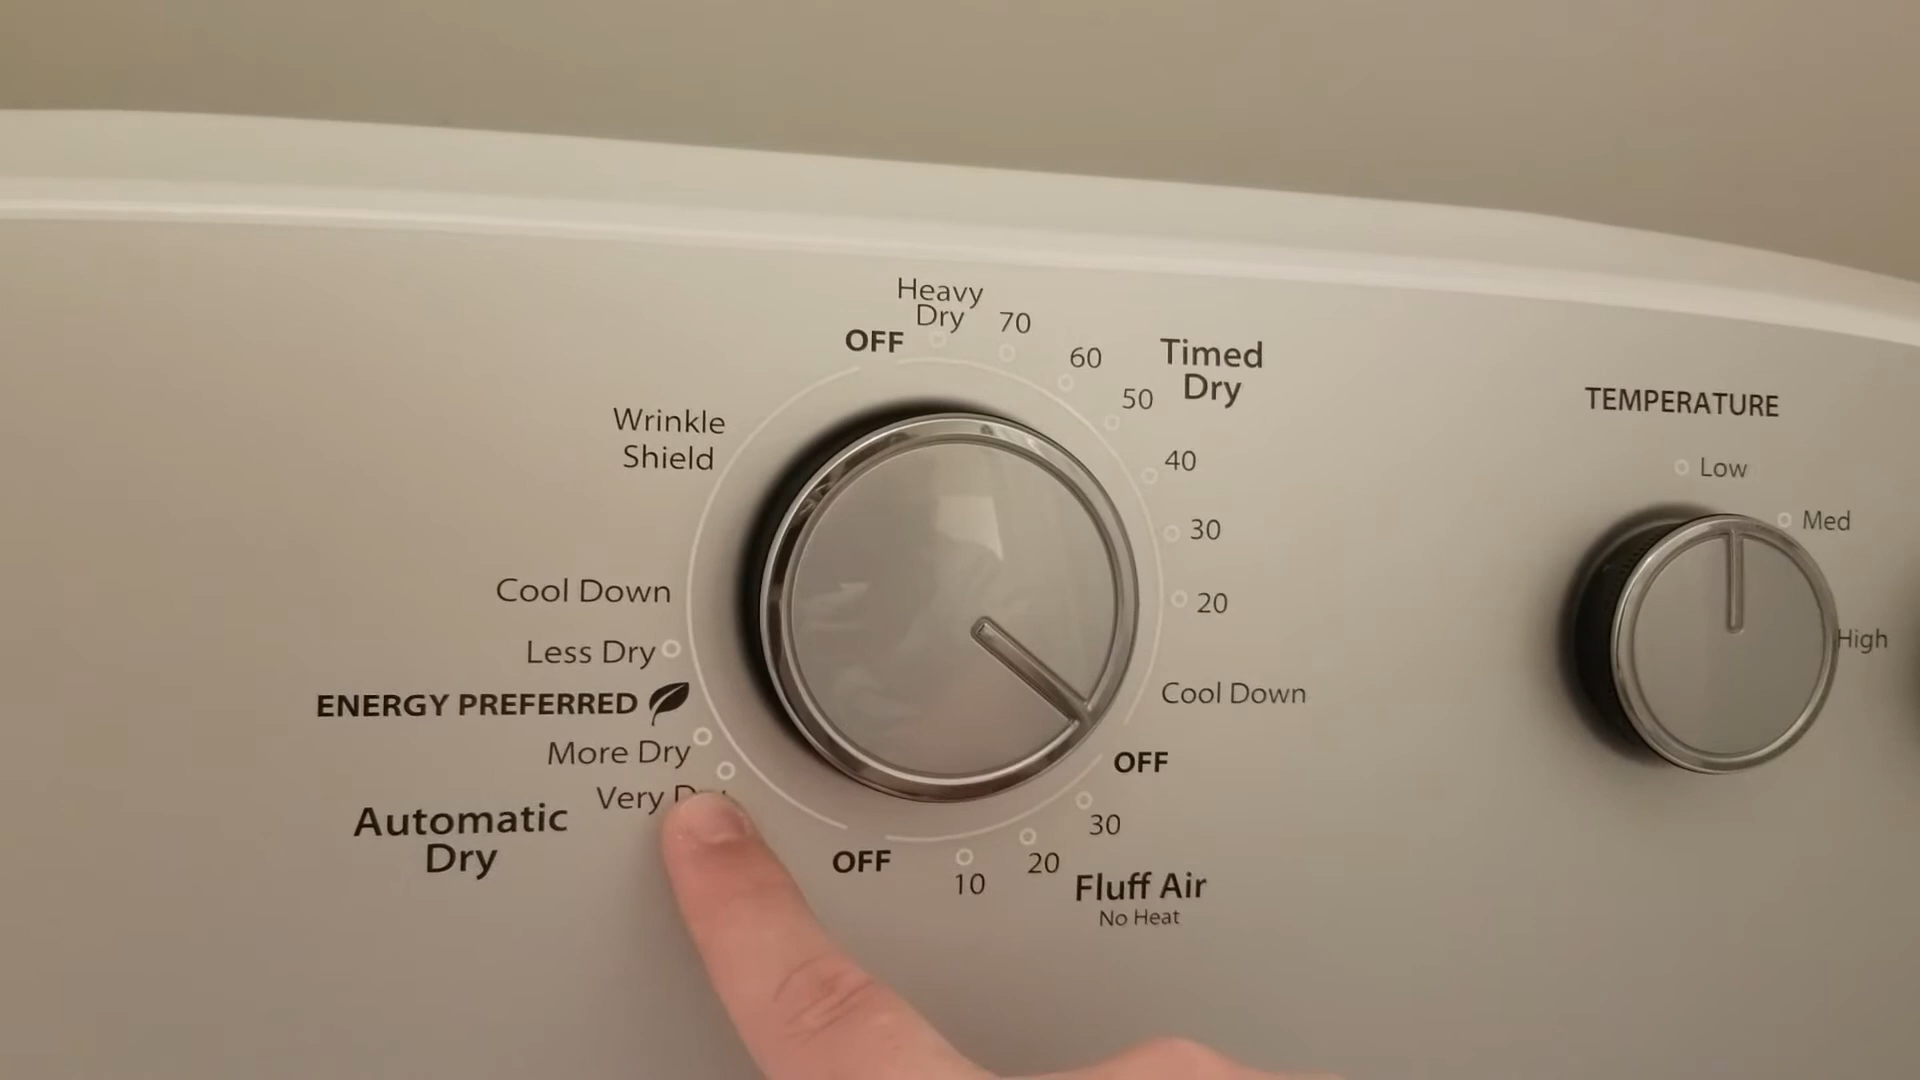 Heavy
Dry
OFF
70
60
50
40
30
20
Timed
Dry
Cool Down
OFF
30
20
10
Fluff Air
No Heat
OFF
Wrinkle
Shield
Cool Down
Less Dry
ENERGY PREFERRED
More Dry
Very
Automatic
Dry
TEMPERATURE
Low
Med
High